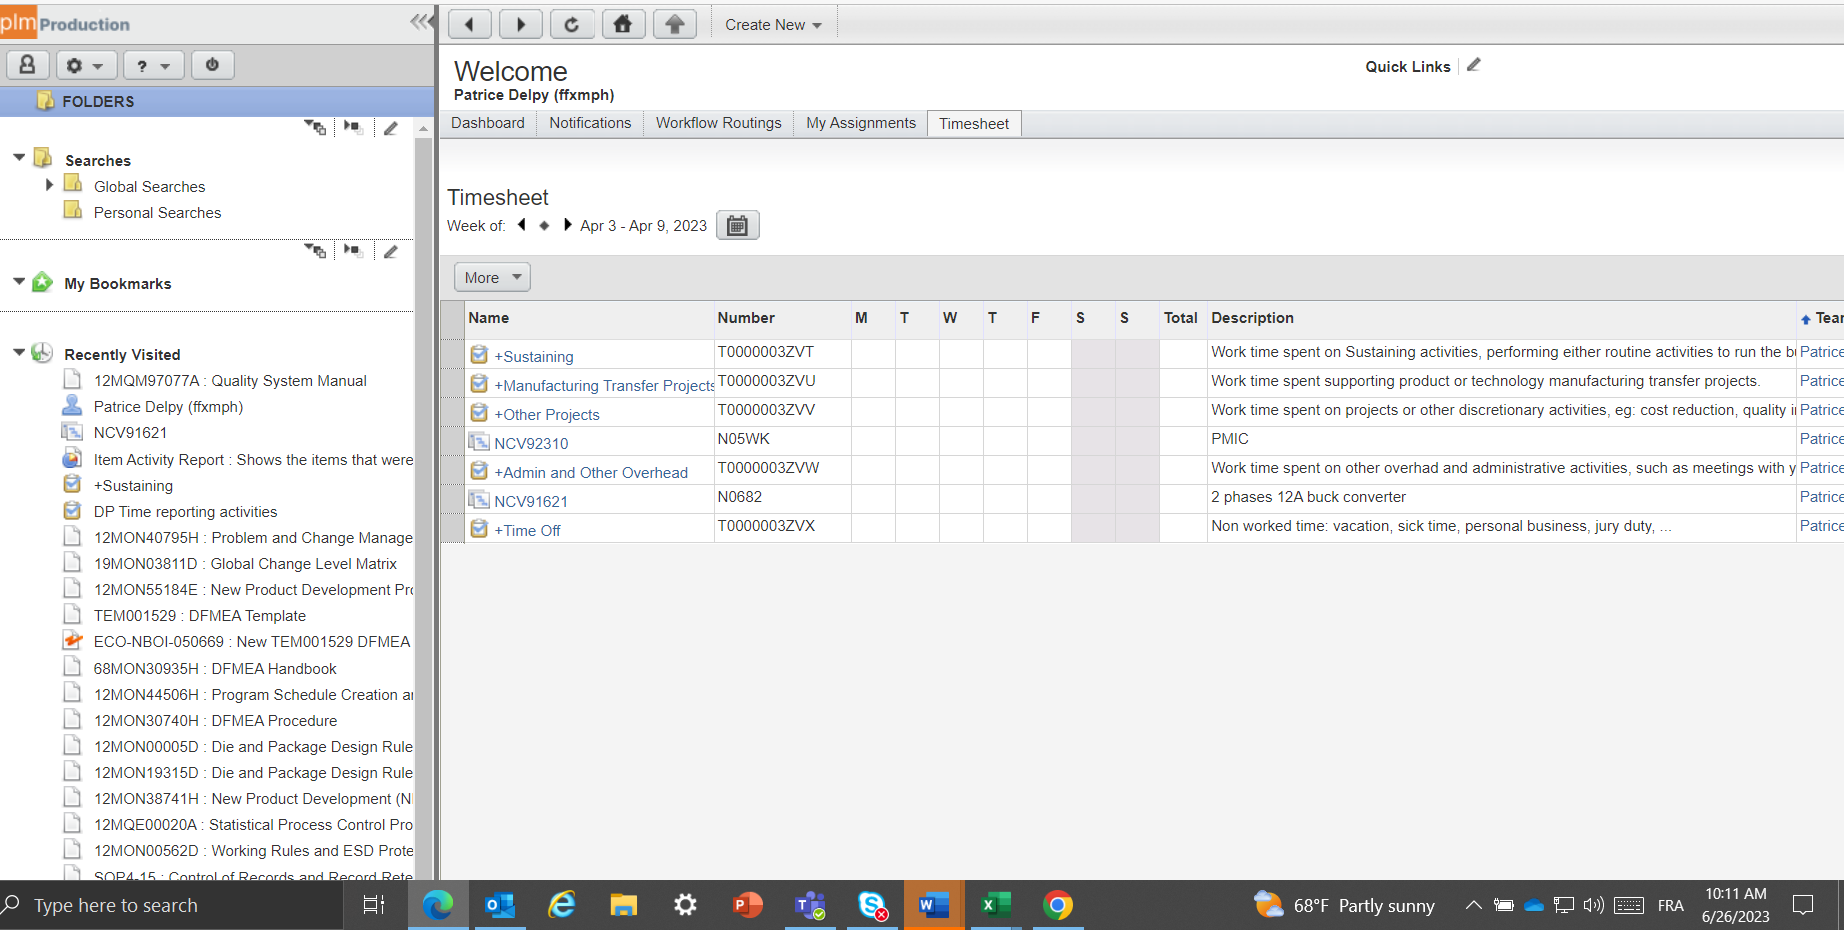 plm Production
Create New
Welcome
Patrice Delpy (ffxmph)
Quick Links
?
FOLDERS
Dashboard Notifications Workflow Routings My Assignments Timesheet
Searches
Global Searches
Personal Searches
My Bookmarks
Recently Visited
12MQM97077A : Quality System Manual
Patrice Delpy (ffxmph)
NCV91621
Item Activity Report : Shows the items that were
+Sustaining
DP Time reporting activities
12MON40795H : Problem and Change Manage
19MON03811D : Global Change Level Matrix
12MON55184E : New Product Development Pr
TEM001529 : DFMEA Template
ECO-NBOI-050669 : New TEM001529 DFMEA
68MON30935H : DFMEA Handbook
12MON44506H : Program Schedule Creation a
12MON30740H : DFMEA Procedure
12MON00005D : Die and Package Design Rule
12MON19315D : Die and Package Design Rule
12MON38741H : New Product Development (N
12MQE00020A : Statistical Process Control Pro
12MON00562D : Working Rules and ESD Prote
SOP4-15 : Control of Records and Record Rete
Timesheet
Week of: Apr 3 - Apr 9, 2023
More
Name Number M T W T F S S Total Description Tear
+Sustaining T0000003ZVT Work time spent on Sustaining activities, performing either routine activities to run the b Patrice
+Manufacturing Transfer Projects T0000003ZVU Work time spent supporting product or technology manufacturing transfer projects. Patrice
+Other Projects T0000003ZVV Work time spent on projects or other discretionary activities, eg: cost reduction, quality i Patrice
NCV92310 N05WK PMIC Patrice
+Admin and Other Overhead T0000003ZVW Work time spent on other overhad and administrative activities, such as meetings with y Patrice
NCV91621 N0682 2 phases 12A buck converter Patrice
+Time Off T0000003ZVX Non worked time: vacation, sick time, personal business, jury duty, ... Patrice
Type here to search
68°F Partly sunny
FRA
10:11 AM
6/26/2023